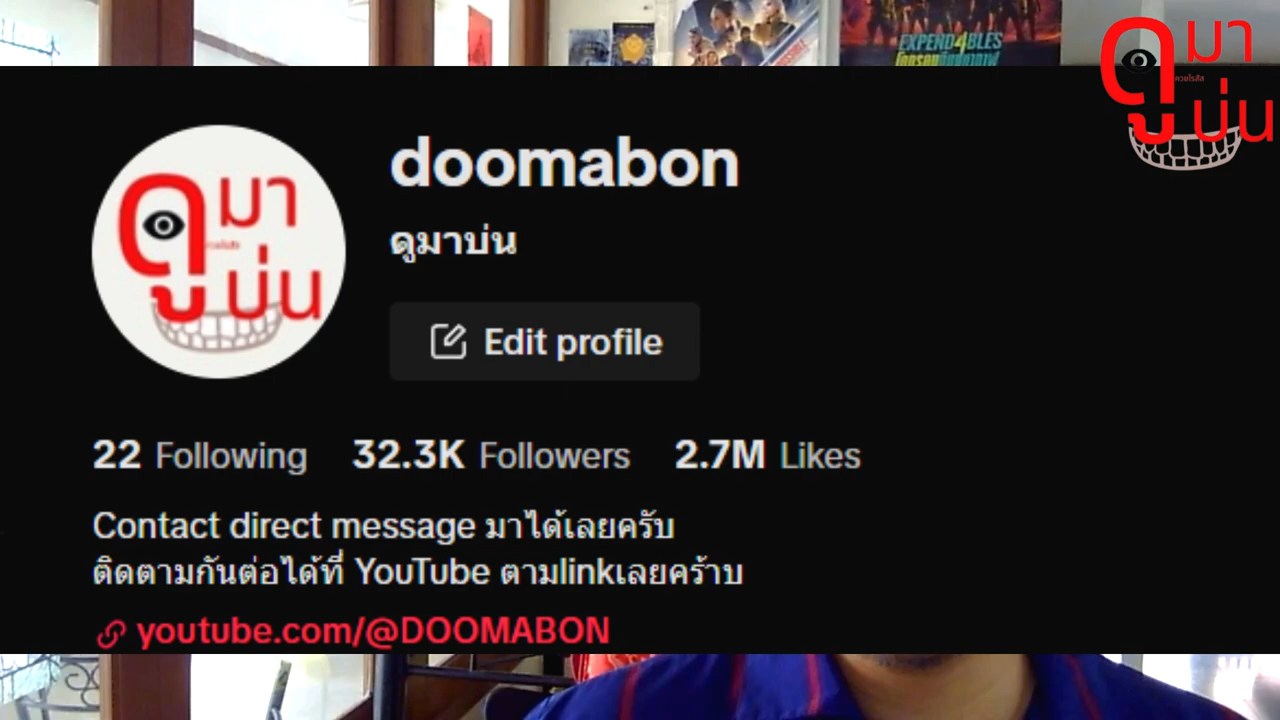 EXPEND4BLES
ดูมา
บ่น
doomabon
ดูมาบ่น
Edit profile
ดูมา
บ่น
22 Following 32.3K Followers 2.7M Likes
Contact direct message มาได้เลยครับ
ติดตามกันต่อได้ที่ YouTube ตามlinkเลยคร้าบ
youtube.com/@DOOMABON